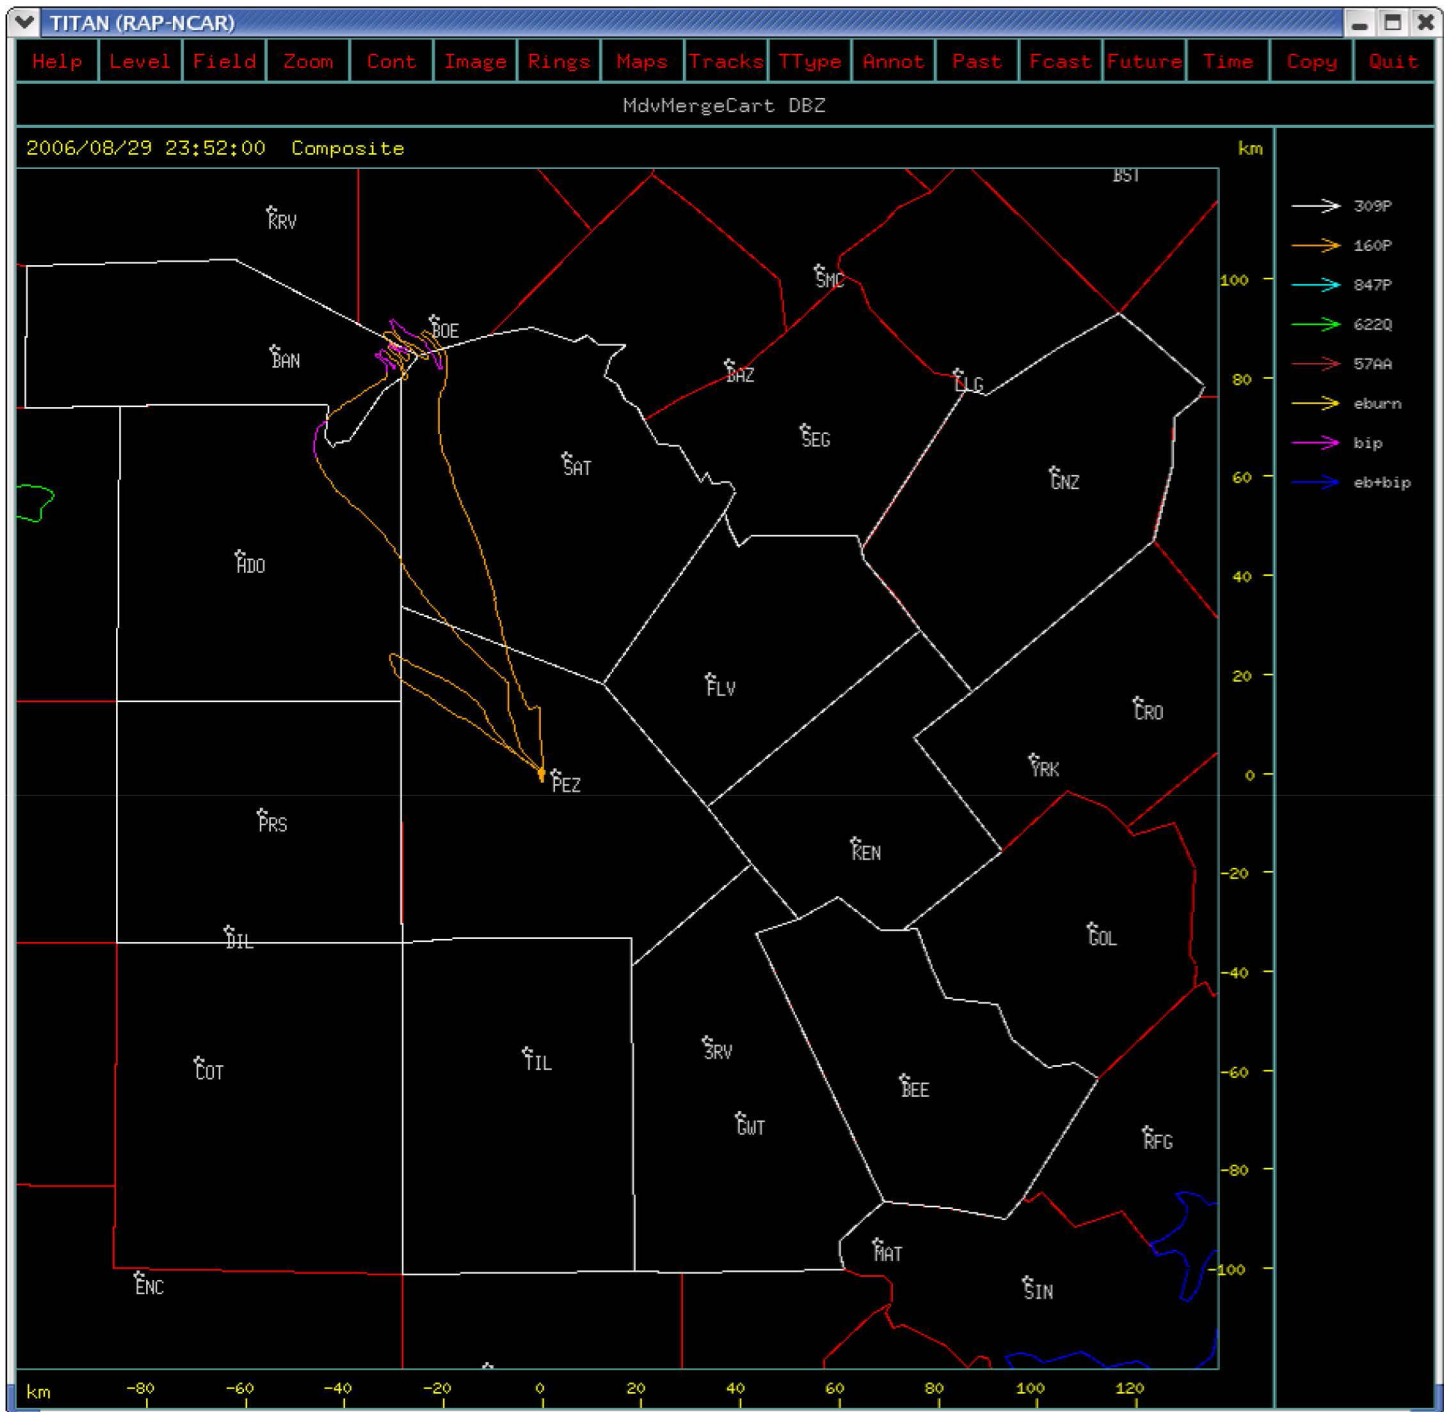 TITAN (RAP-NCAR)
Help Level Field Zoom Cont Image Rings Maps Tracks TType Annot Past Fcast Future Time Copy Quit
MdvMergeCart DBZ
2006/08/29 23:52:00 Composite km
BST
309P
KRV
160P
SMC
100
847P
BOE
622Q
BAN
57AA
BAZ
LLG
80
eburn
SEG
bip
SAT
GNZ
60
eb+bip
ADO
40
FLV
20
CRO
YRK
0
PEZ
PRS
KEN
-20
DIL
GOL
-40
3RV
TIL
COT
-60
BEE
GWT
RFG
-80
MAT
-100
ENC
SIN
km -80 -60 -40 -20 0 20 40 60 80 100 120